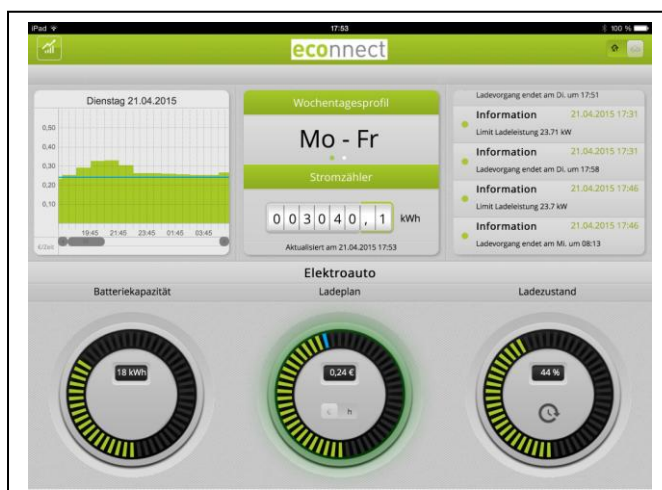 iPad 17:53 100 %
econnect
Dienstag 21.04.2015
0,50
0,40
0,30
0,20
0,10
19:45 21:45 23:45 01:45 03:45
€/Zeit
Wochentagesprofil
Mo - Fr
Stromzähler
003040,1 kWh
Aktualisiert am 21.04.2015 17:53
Ladevorgang endet am Di. um 17:51
Information 21.04.2015 17:31
Limit Ladeleistung 23.71 kW
Information 21.04.2015 17:31
Ladevorgang endet am Di. um 17:58
Information 21.04.2015 17:46
Limit Ladeleistung 23.7 kW
Information 21.04.2015 17:46
Ladevorgang endet am Mi. um 08:13
Elektroauto
Batteriekapazität Ladeplan Ladezustand
18 kWh 0,24 € 44 %
€ h